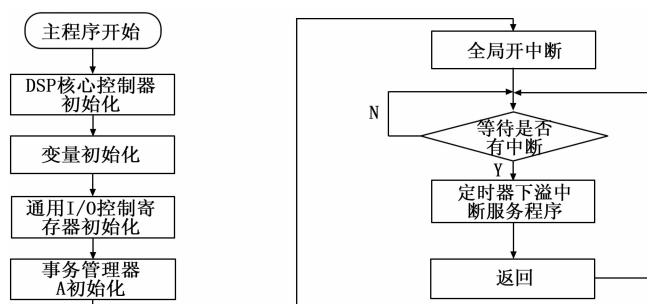 主程序开始
DSP核心控制器
初始化
变量初始化
通用I/O控制寄
存器初始化
事务管理器
A初始化
全局开中断
N
等待是否
有中断
Y
定时器下溢中
断服务程序
返回